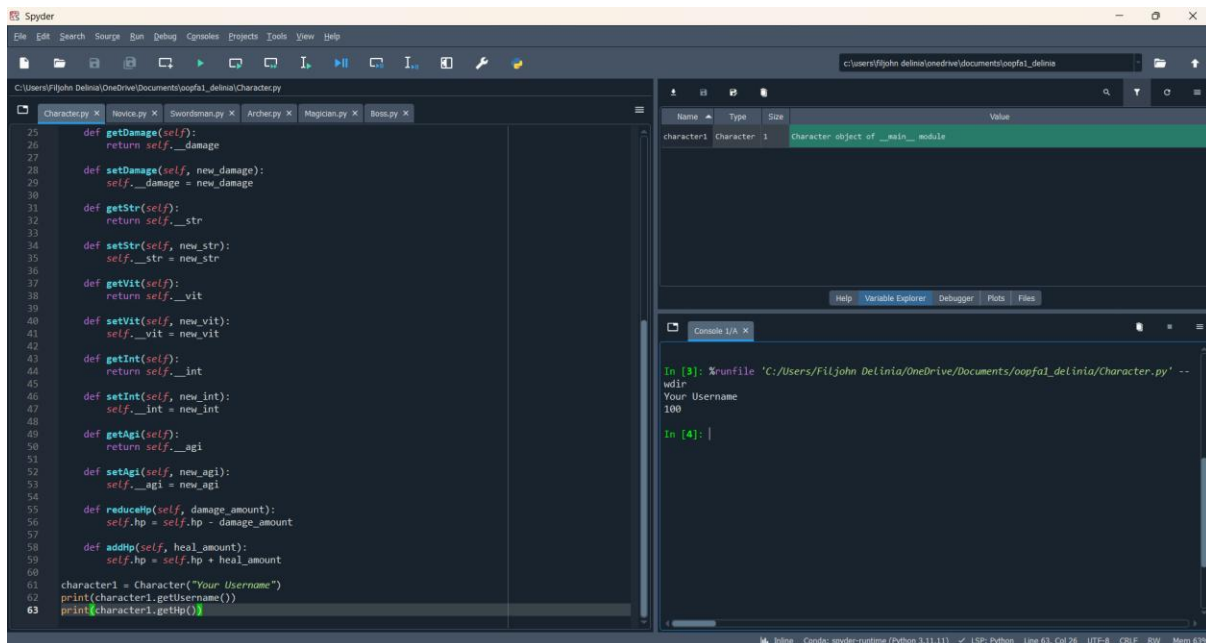 Spyder
File Edit Search Source Run Debug Consoles Projects Tools View Help
c:\users\filjohn delinia\onedrive\documents\oopfa1_delinia
C:\Users\Filjohn Delinia\OneDrive\Documents\oopfa1_delinia\Character.py
Character.py Novice.py Swordsman.py Archer.py Magician.py Boss.py
25 def getDamage(self):
26 return self.__damage
27
28 def setDamage(self, new_damage):
29 self.__damage = new_damage
30
31 def getStr(self):
32 return self.__str
33
34 def setStr(self, new_str):
35 self.__str = new_str
36
37 def getVit(self):
38 return self.__vit
39
40 def setVit(self, new_vit):
41 self.__vit = new_vit
42
43 def getInt(self):
44 return self.__int
45
46 def setInt(self, new_int):
47 self.__int = new_int
48
49 def getAgi(self):
50 return self.__agi
51
52 def setAgi(self, new_agi):
53 self.__agi = new_agi
54
55 def reduceHp(self, damage_amount):
56 self.hp = self.hp - damage_amount
57
58 def addHp(self, heal_amount):
59 self.hp = self.hp + heal_amount
60
61 character1 = Character("Your Username")
62 print(character1.getUsername())
63 print(character1.getHp())
Name Type Size Value
character1 Character 1 Character object of __main__ module
Help Variable Explorer Debugger Plots Files
Console 1/A
In [3]: %runfile 'C:/Users/Filjohn Delinia/OneDrive/Documents/oopfa1_delinia/Character.py' --
wdir
Your Username
100
In [4]:
Inline Conda: spyder-runtime (Python 3.11.11) LSP: Python Line 63, Col 26 UTF-8 CRLF RW Mem 63%